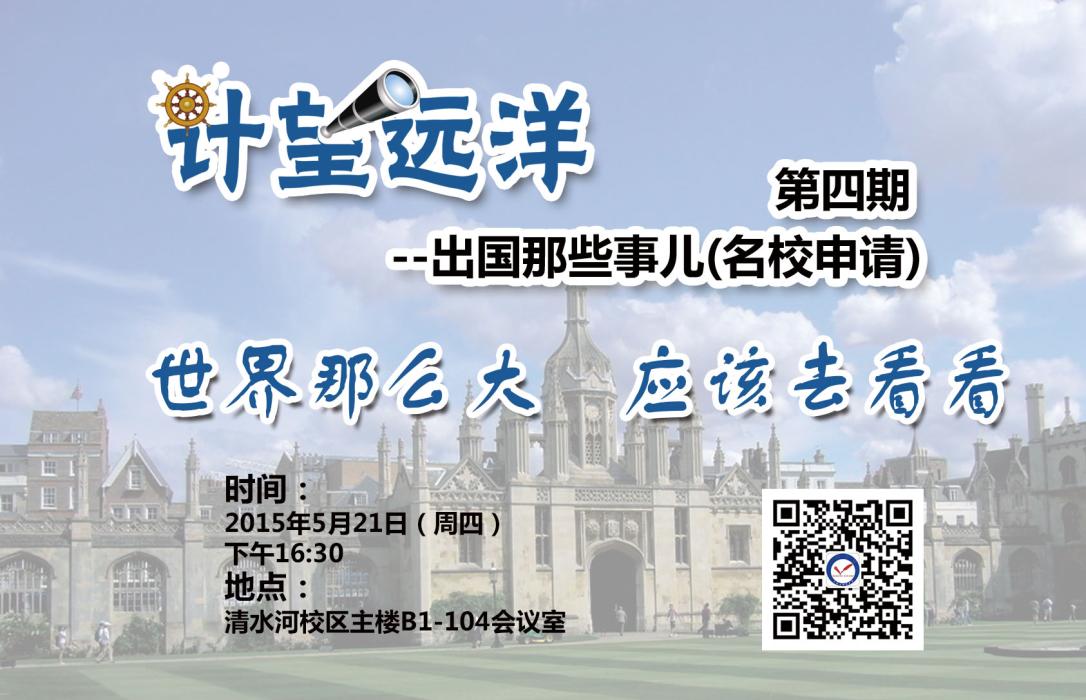 计望远洋
第四期
--出国那些事儿(名校申请)
世界那么大 应该去看看
时间：
2015年5月21日（周四）
下午16:30
地点：
清水河校区主楼B1-104会议室